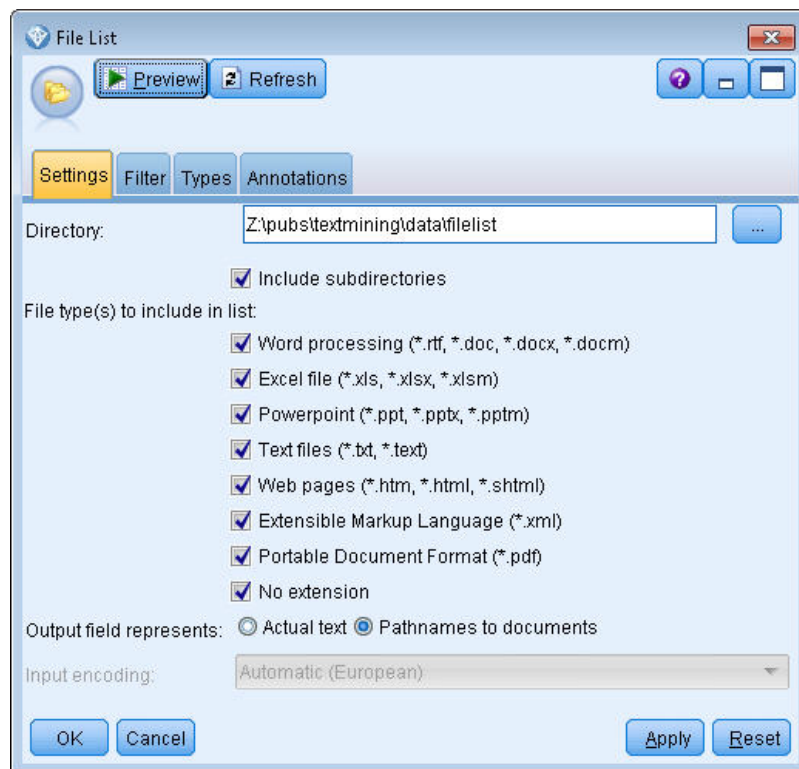 File List
Preview Refresh
Settings Filter Types Annotations
Directory: Z:\pubs\textmining\data\filelist ...
Include subdirectories
File type(s) to include in list:
Word processing (*.rtf, *.doc, *.docx, *.docm)
Excel file (*.xls, *.xlsx, *.xlsm)
Powerpoint (*.ppt, *.pptx, *.pptm)
Text files (*.txt, *.text)
Web pages (*.htm, *.html, *.shtml)
Extensible Markup Language (*.xml)
Portable Document Format (*.pdf)
No extension
Output field represents: Actual text Pathnames to documents
Input encoding: Automatic (European)
OK Cancel Apply Reset